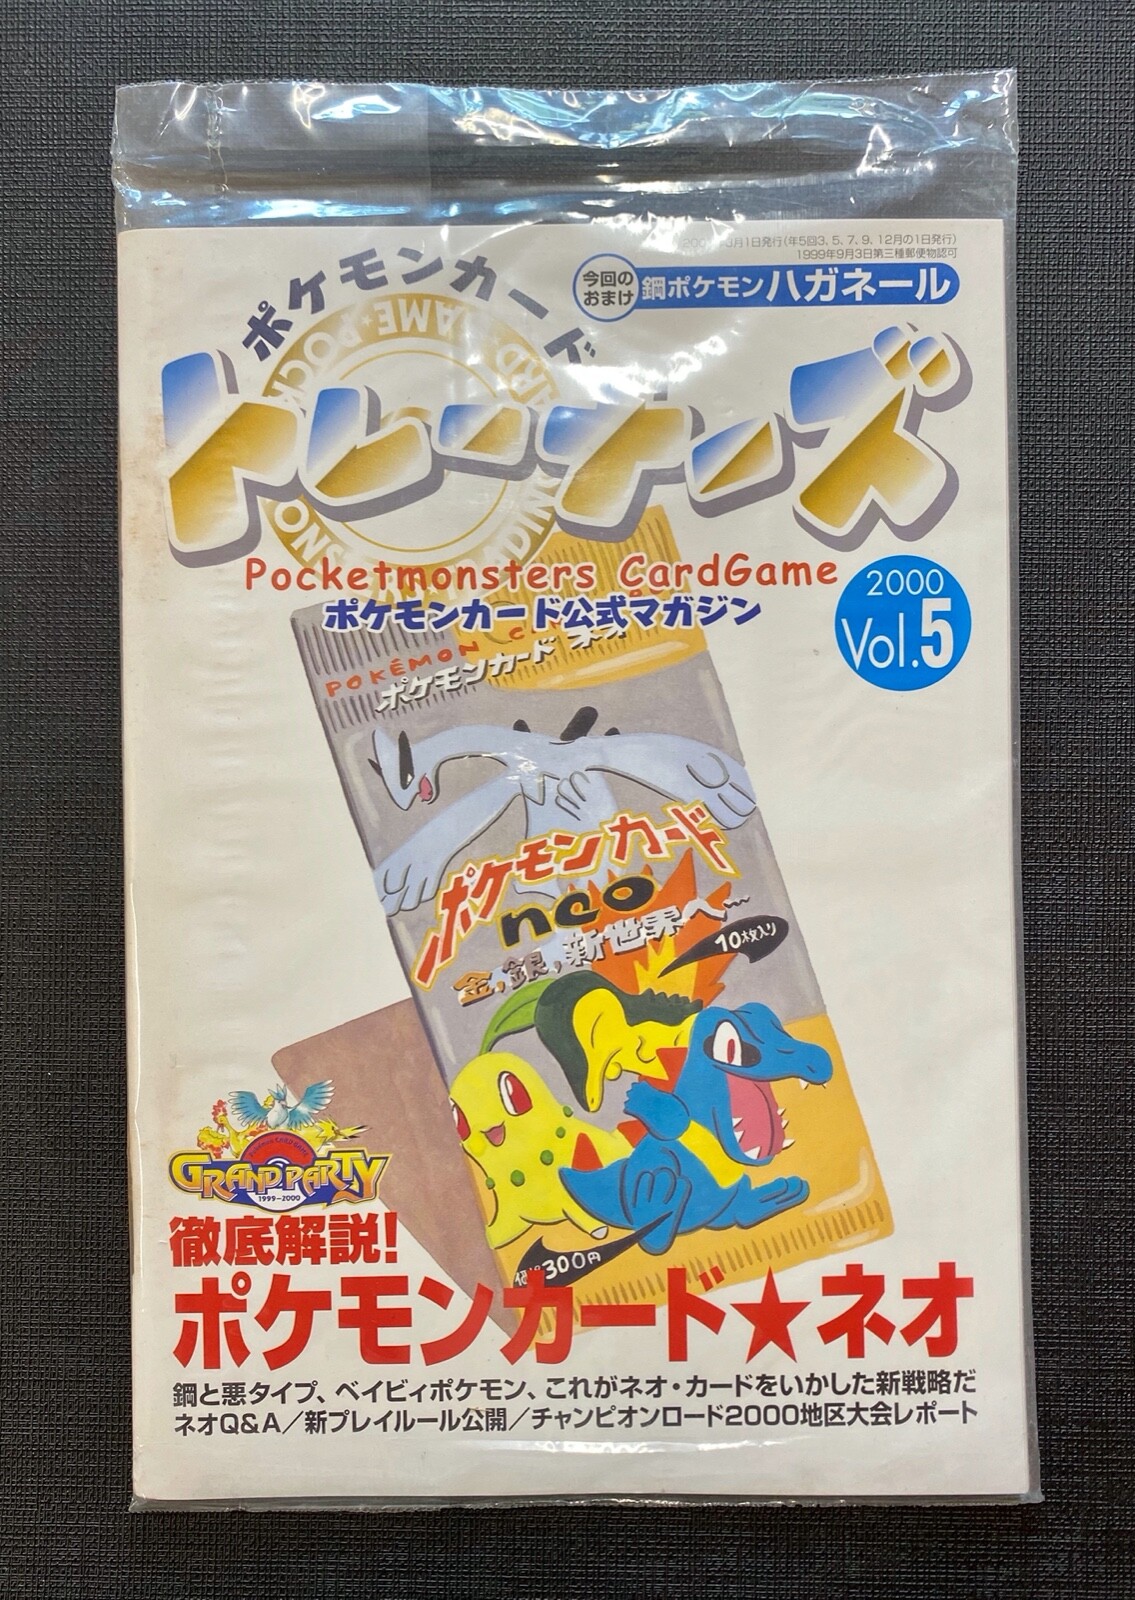 3月1日発行(年5回3、5、7、9、12月の1日発行)
1999年9月3日第三種郵便物認可
今回のおまけ 鋼ポケモンハガネール
ポケモンカード
トレーナーズ
Pocketmonsters CardGame
ポケモンカード公式マガジン
2000
Vol.5
POKÉMON
ポケモンカード ネオ
ポケモンカード
neo
金、銀、新世界へ…
10枚入り
300円
GRAND PARTY
1999-2000
徹底解説!
ポケモンカード★ネオ
鋼と悪タイプ、ベイビィポケモン、これがネオ・カードをいかした新戦略だ
ネオQ&A/新プレイルール公開/チャンピオンロード2000地区大会レポート